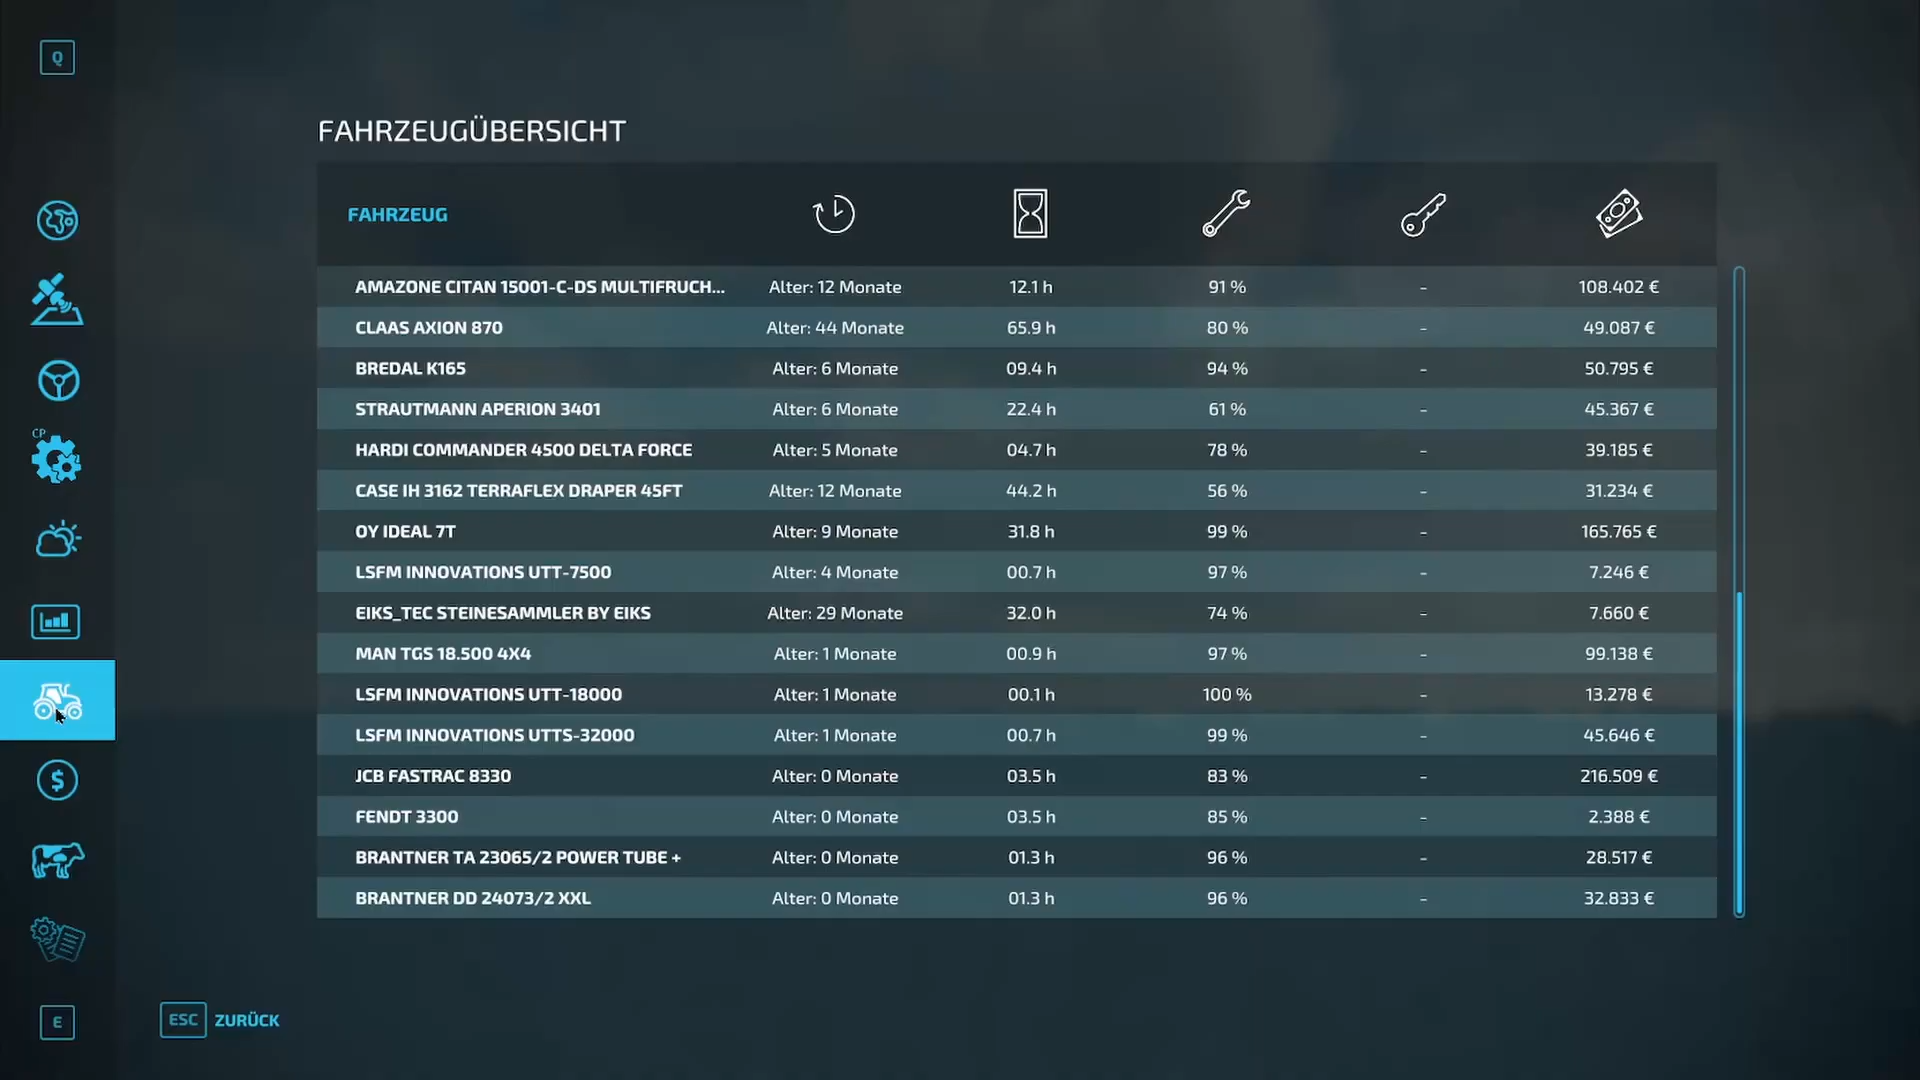 Q
FAHRZEUGÜBERSICHT
FAHRZEUG
AMAZONE CITAN 15001-C-DS MULTIFRUCH... Alter: 12 Monate 12.1 h 91 % - 108.402 €
CLAAS AXION 870 Alter: 44 Monate 65.9 h 80 % - 49.087 €
BREDAL K165 Alter: 6 Monate 09.4 h 94 % - 50.795 €
STRAUTMANN APERION 3401 Alter: 6 Monate 22.4 h 61 % - 45.367 €
HARDI COMMANDER 4500 DELTA FORCE Alter: 5 Monate 04.7 h 78 % - 39.185 €
CASE IH 3162 TERRAFLEX DRAPER 45FT Alter: 12 Monate 44.2 h 56 % - 31.234 €
OY IDEAL 7T Alter: 9 Monate 31.8 h 99 % - 165.765 €
LSFM INNOVATIONS UTT-7500 Alter: 4 Monate 00.7 h 97 % - 7.246 €
EIKS_TEC STEINESAMMLER BY EIKS Alter: 29 Monate 32.0 h 74 % - 7.660 €
MAN TGS 18.500 4X4 Alter: 1 Monate 00.9 h 97 % - 99.138 €
LSFM INNOVATIONS UTT-18000 Alter: 1 Monate 00.1 h 100 % - 13.278 €
LSFM INNOVATIONS UTTS-32000 Alter: 1 Monate 00.7 h 99 % - 45.646 €
JCB FASTRAC 8330 Alter: 0 Monate 03.5 h 83 % - 216.509 €
FENDT 3300 Alter: 0 Monate 03.5 h 85 % - 2.388 €
BRANTNER TA 23065/2 POWER TUBE + Alter: 0 Monate 01.3 h 96 % - 28.517 €
BRANTNER DD 24073/2 XXL Alter: 0 Monate 01.3 h 96 % - 32.833 €
CP
$
E
ESC ZURÜCK